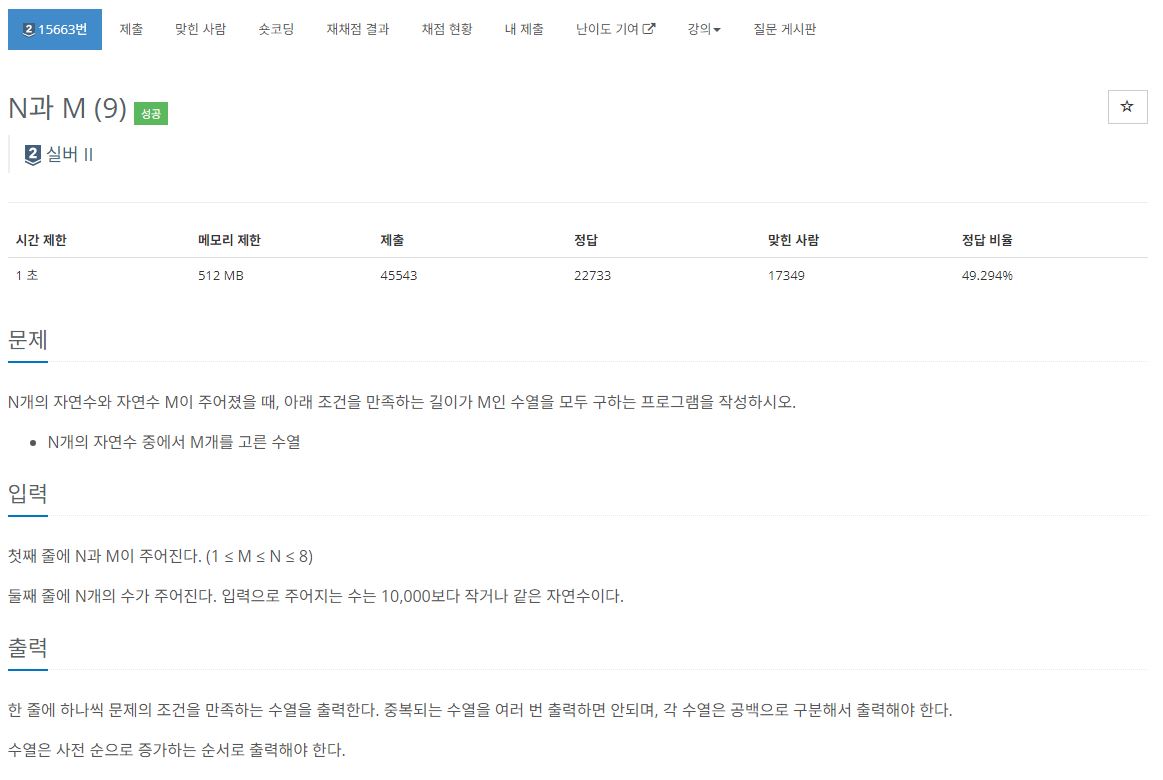 2 15663번 제출 맞힌 사람 숏코딩 재채점 결과 채점 현황 내 제출 난이도 기여 강의 질문 게시판
N과 M (9) 성공
2 실버 II
시간 제한 메모리 제한 제출 정답 맞힌 사람 정답 비율
1 초 512 MB 45543 22733 17349 49.294%
문제
N개의 자연수와 자연수 M이 주어졌을 때, 아래 조건을 만족하는 길이가 M인 수열을 모두 구하는 프로그램을 작성하시오.
• N개의 자연수 중에서 M개를 고른 수열
입력
첫째 줄에 N과 M이 주어진다. (1 ≤ M ≤ N ≤ 8)
둘째 줄에 N개의 수가 주어진다. 입력으로 주어지는 수는 10,000보다 작거나 같은 자연수이다.
출력
한 줄에 하나씩 문제의 조건을 만족하는 수열을 출력한다. 중복되는 수열을 여러 번 출력하면 안되며, 각 수열은 공백으로 구분해서 출력해야 한다.
수열은 사전 순으로 증가하는 순서로 출력해야 한다.